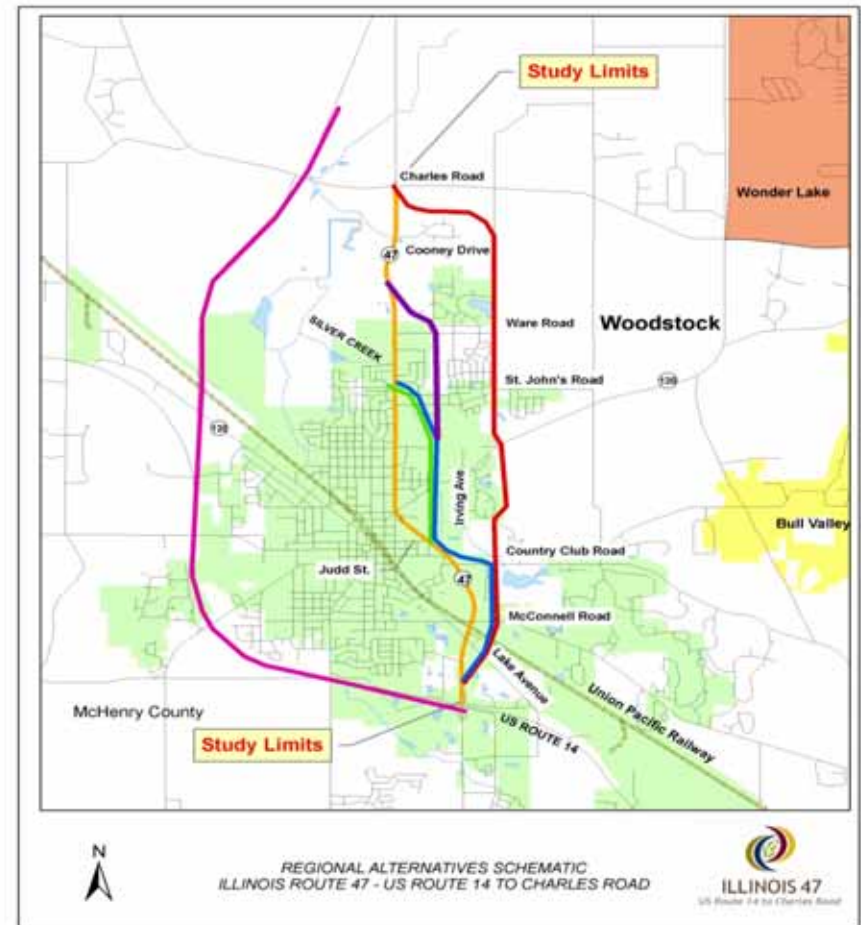 Study Limits
Charles Road
Wonder Lake
47
Cooney Drive
SILVER CREEK
Ware Road
Woodstock
St. John's Road
120
120
Irving Ave
Bull Valley
Judd St.
47
Country Club Road
McConnell Road
Lake Avenue
Union Pacific Railway
McHenry County
US ROUTE 14
Study Limits
N
REGIONAL ALTERNATIVES SCHEMATIC
ILLINOIS ROUTE 47 - US ROUTE 14 TO CHARLES ROAD
ILLINOIS 47
US Route 14 to Charles Road